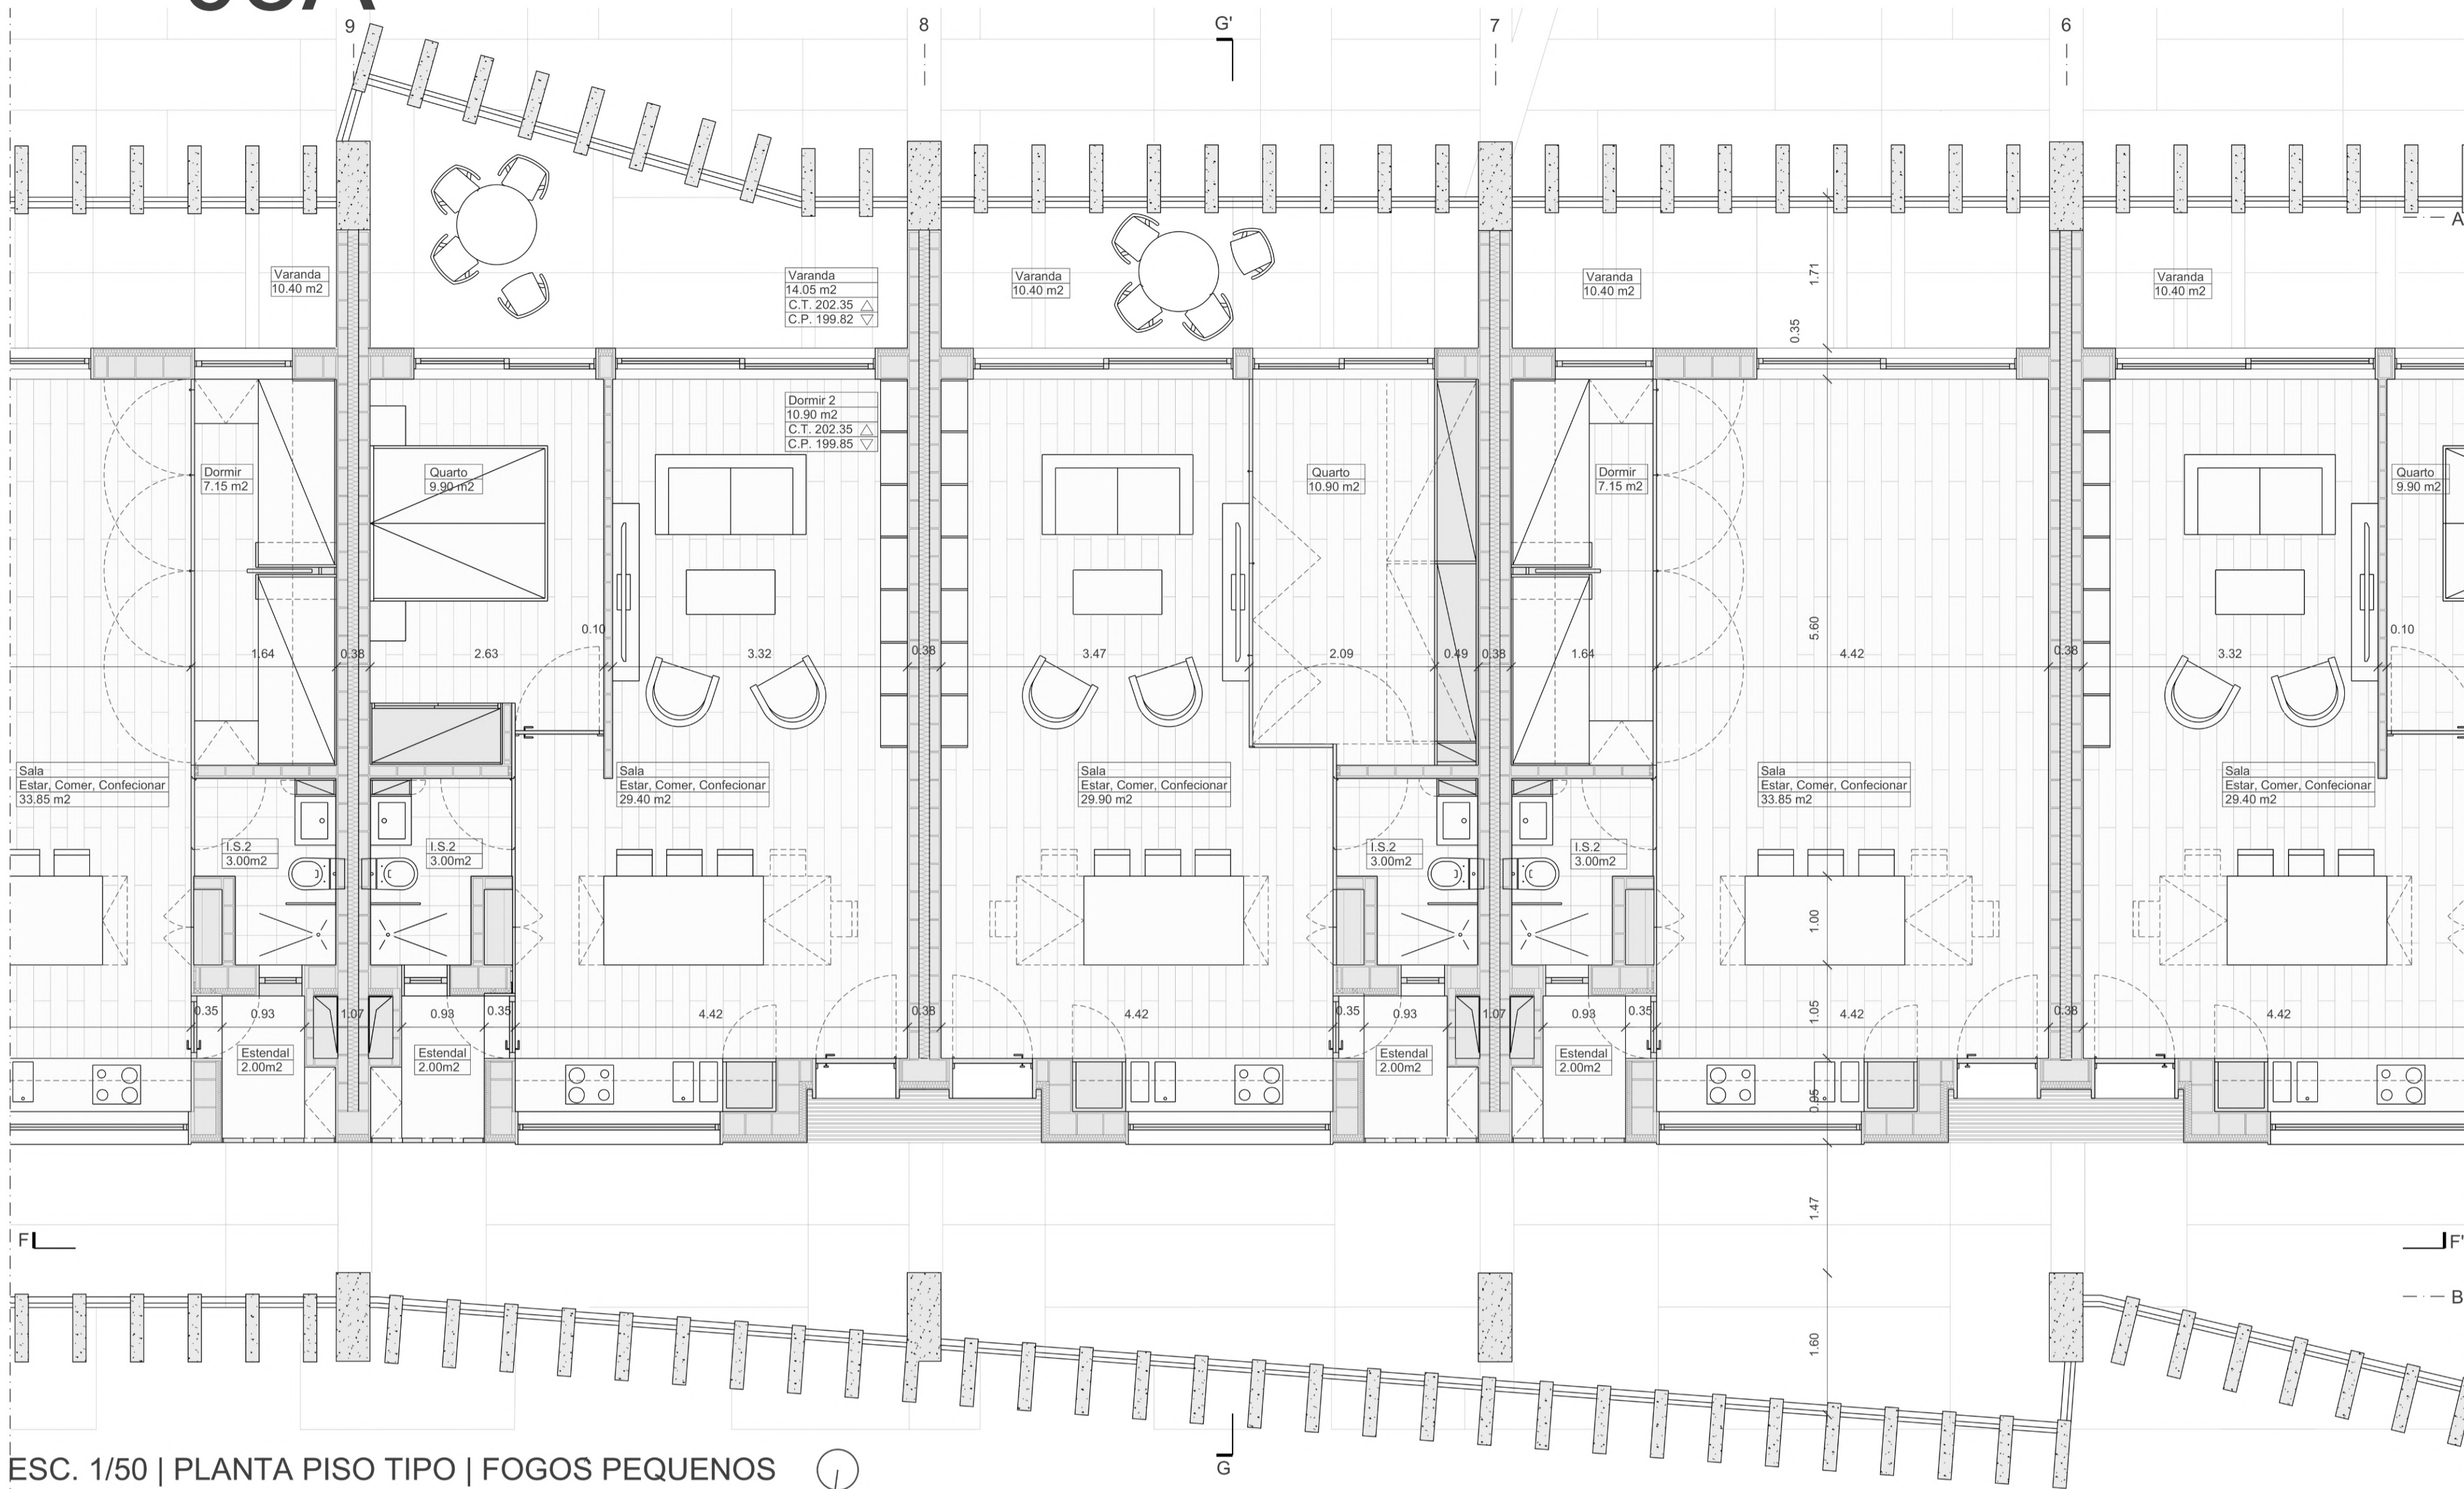 9
8
G'
7
6
A
Varanda
10.40 m2
Varanda
14.05 m2
C.T. 202.35
C.P. 199.82
Varanda
10.40 m2
Varanda
10.40 m2
1.71
Varanda
10.40 m2
0.35
Dormir 2
10.90 m2
C.T. 202.35
C.P. 199.85
Dormir
7.15 m2
Quarto
9.90 m2
Quarto
10.90 m2
Dormir
7.15 m2
Quarto
9.90 m2
0.10
5.60
0.10
1.64
0.38
2.63
3.32
0.38
3.47
2.09
0.49
0.38
1.64
4.42
0.38
3.32
Sala
Estar, Comer, Confecionar
33.85 m2
Sala
Estar, Comer, Confecionar
29.40 m2
Sala
Estar, Comer, Confecionar
29.90 m2
Sala
Estar, Comer, Confecionar
33.85 m2
Sala
Estar, Comer, Confecionar
29.40 m2
I.S.2
3.00m2
I.S.2
3.00m2
I.S.2
3.00m2
I.S.2
3.00m2
1.00
0.35
0.93
1.07
0.93
0.35
4.42
0.38
4.42
0.35
0.93
1.07
0.93
0.35
1.05
4.42
0.38
4.42
Estendal
2.00m2
Estendal
2.00m2
Estendal
2.00m2
Estendal
2.00m2
0.95
1.47
F
F'
B
1.60
G
ESC. 1/50 | PLANTA PISO TIPO | FOGOS PEQUENOS